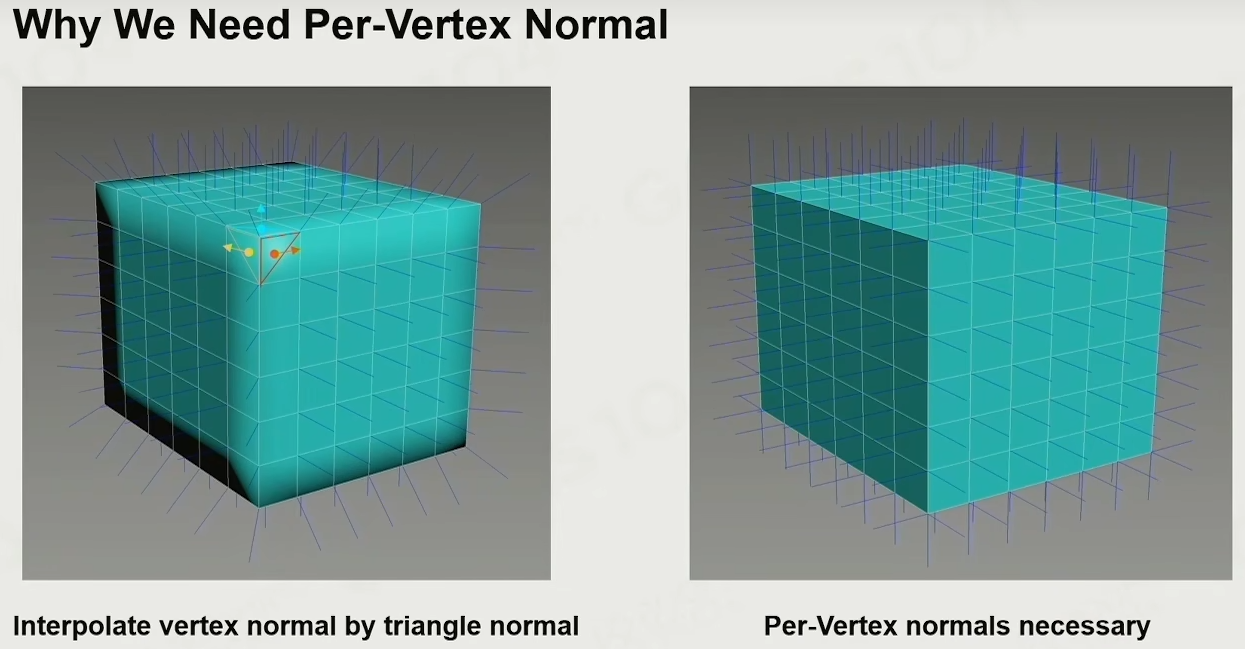 Why We Need Per-Vertex Normal
Interpolate vertex normal by triangle normal
Per-Vertex normals necessary